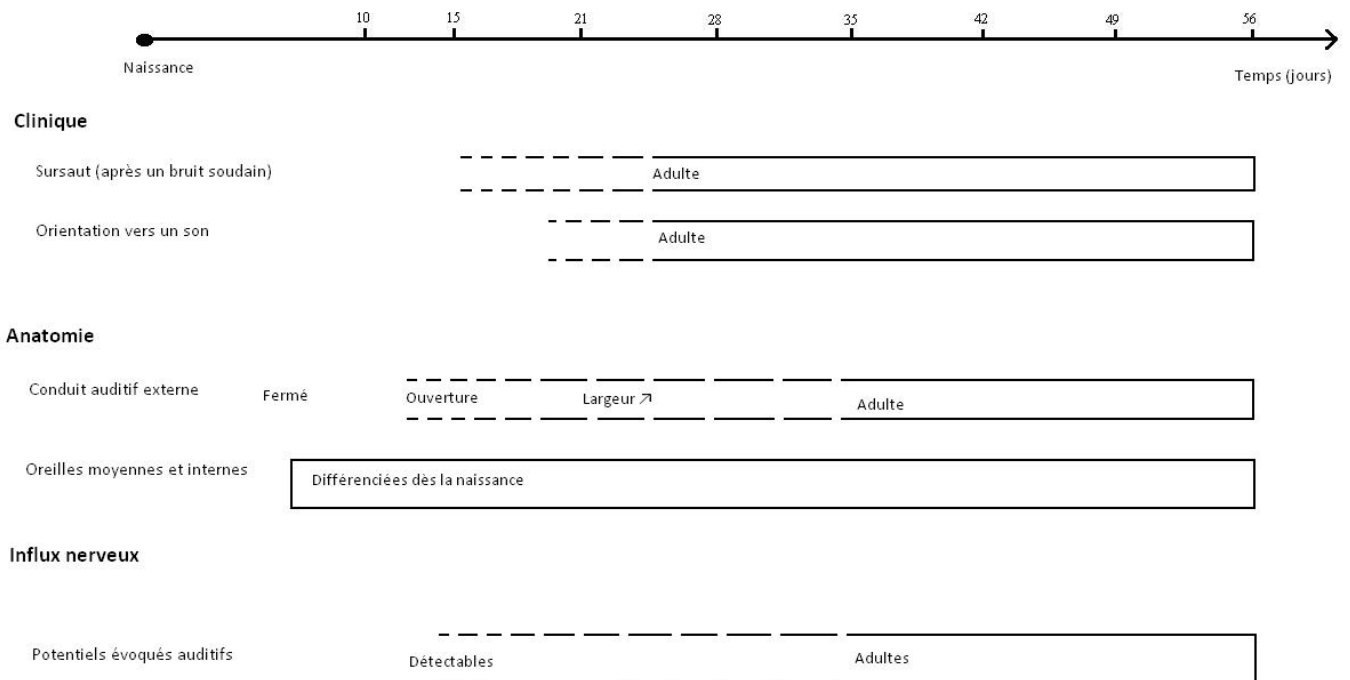 10 15 21 28 35 42 49 56
Naissance
Temps (jours)
Clinique
Sursaut (après un bruit soudain)
Adulte
Orientation vers un son
Adulte
Anatomie
Conduit auditif externe
Fermé
Ouverture
Largeur ↗
Adulte
Oreilles moyennes et internes
Différenciées dès la naissance
Influx nerveux
Potentiels évoqués auditifs
Détectables
Adultes